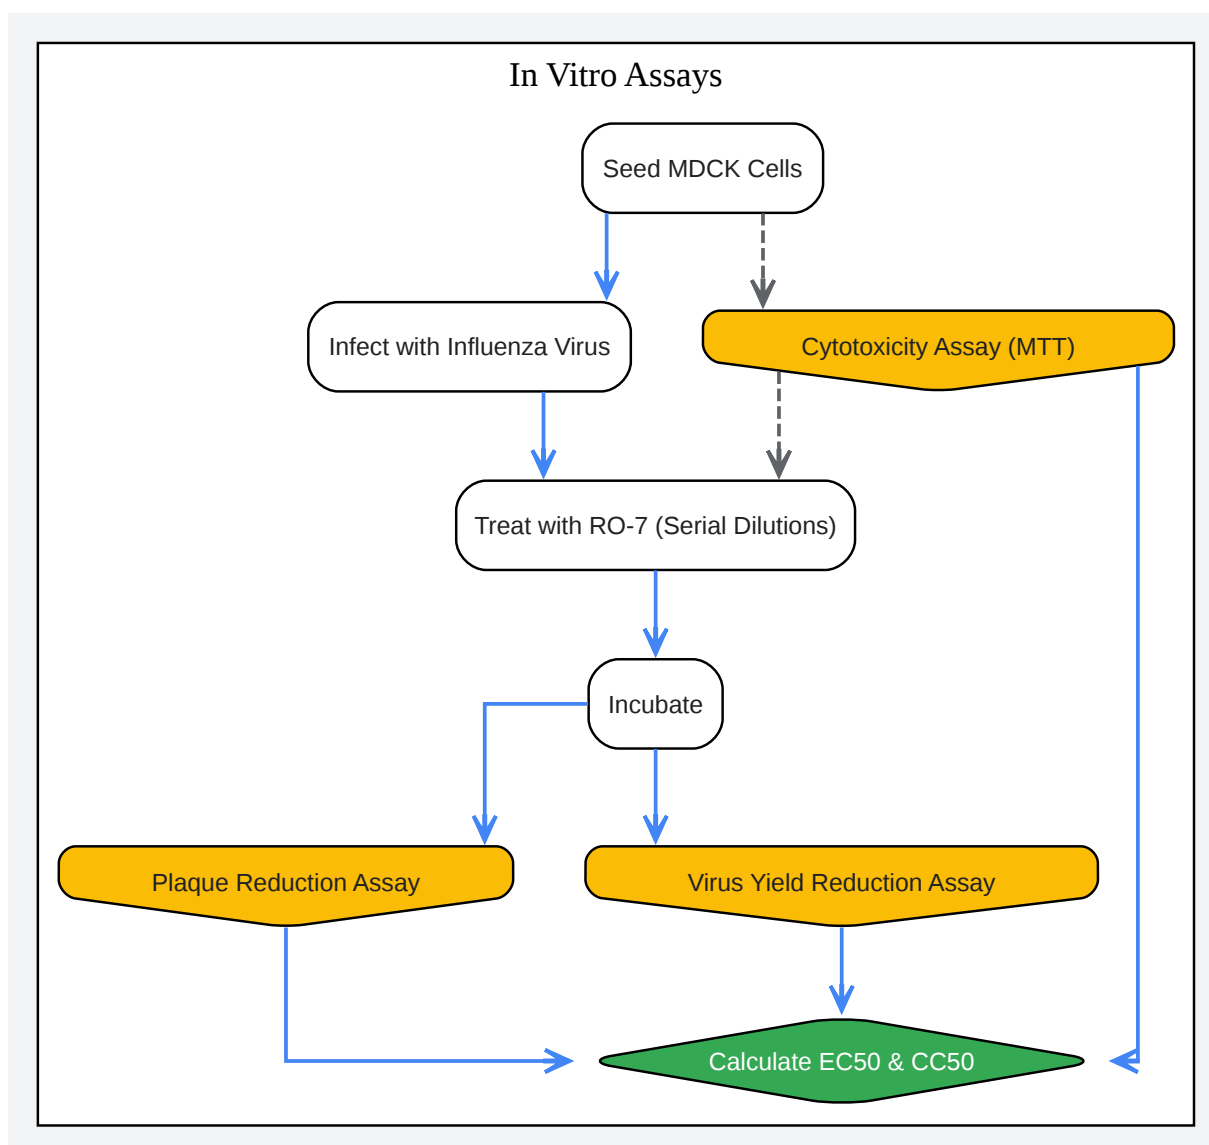 In Vitro Assays
Seed MDCK Cells
Infect with Influenza Virus
Cytotoxicity Assay (MTT)
Treat with RO-7 (Serial Dilutions)
Incubate
Plaque Reduction Assay
Virus Yield Reduction Assay
Calculate EC50 & CC50